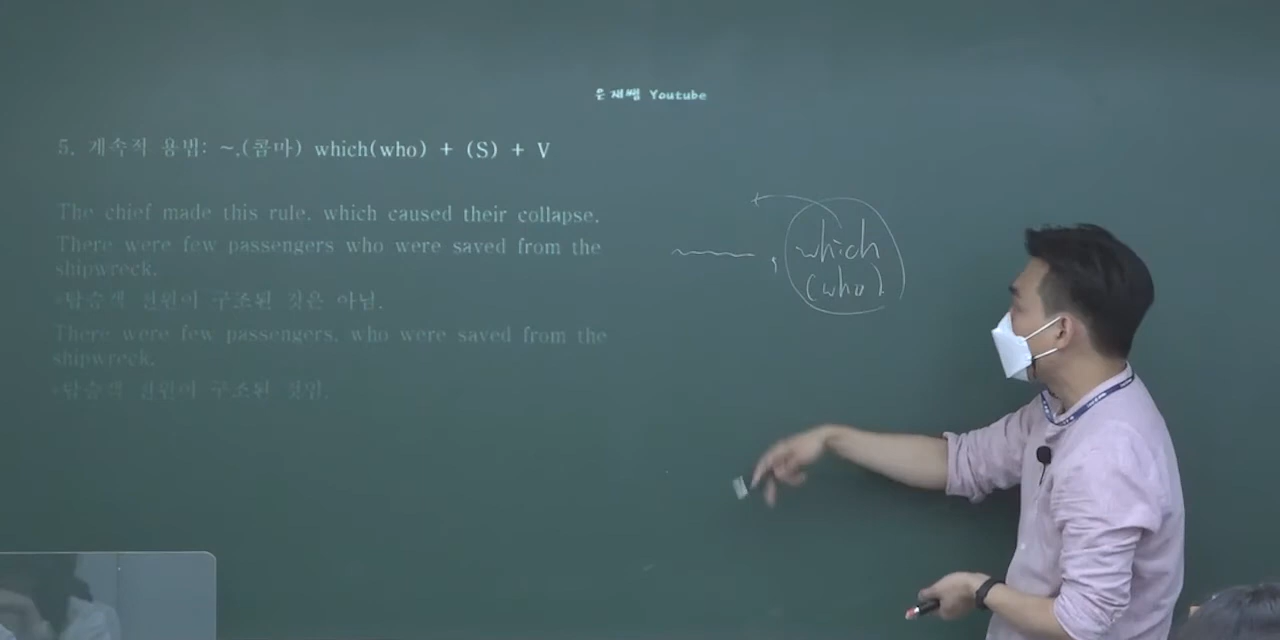 은재쌤 Youtube
5. 계속적 용법: ~,(콤마) which(who) + (S) + V
The chief made this rule, which caused their collapse.
There were few passengers who were saved from the
shipwreck.
*탑승객 전원이 구조된 것은 아님.
There were few passengers, who were saved from the
shipwreck.
*탑승객 전원이 구조된 것임.
, which
(who)